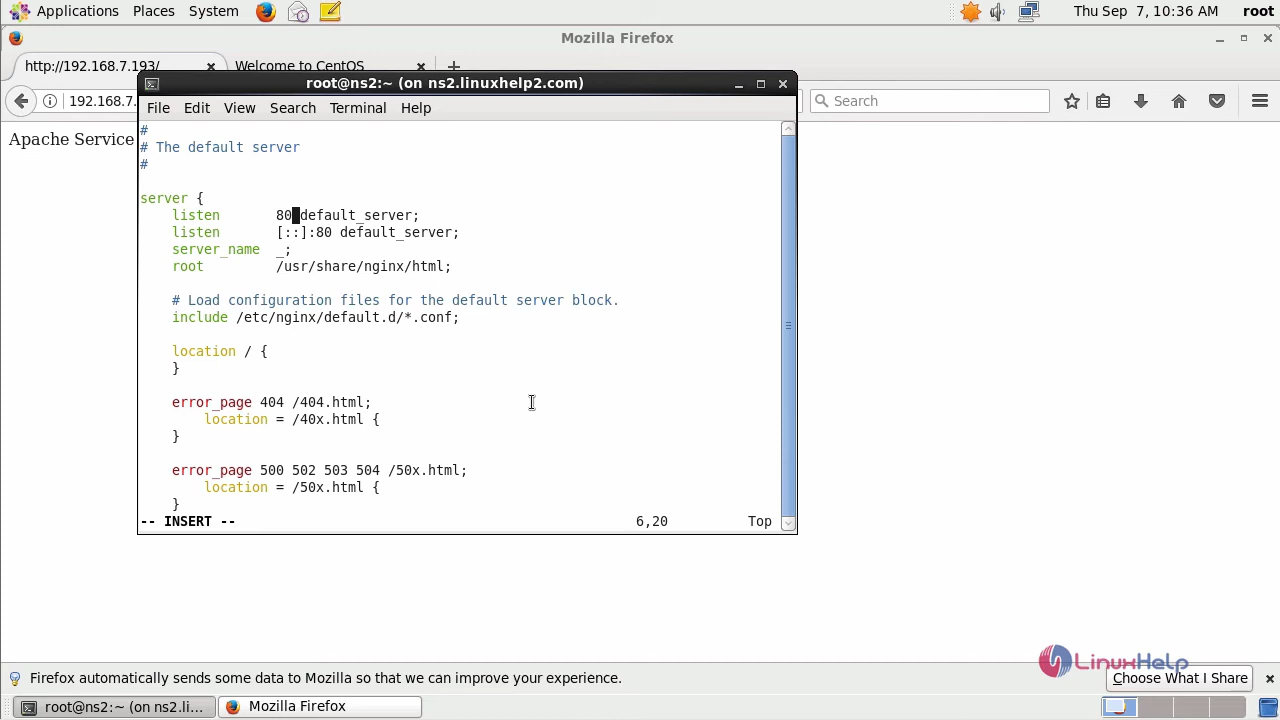 Applications Places System Thu Sep 7, 10:36 AM root
Mozilla Firefox
http://192.168.7.193/ Welcome to CentOS
192.168.7. Search
Apache Service
root@ns2:~ (on ns2.linuxhelp2.com)
File Edit View Search Terminal Help
#
# The default server
#
server {
    listen       80 default_server;
    listen       [::]:80 default_server;
    server_name  _;
    root         /usr/share/nginx/html;
    # Load configuration files for the default server block.
    include /etc/nginx/default.d/*.conf;
    location / {
    }
    error_page 404 /404.html;
        location = /40x.html {
    }
    error_page 500 502 503 504 /50x.html;
        location = /50x.html {
    }
-- INSERT -- 6,20 Top
LinuxHelp
Firefox automatically sends some data to Mozilla so that we can improve your experience. Choose What I Share
root@ns2:~ (on ns2.li... Mozilla Firefox